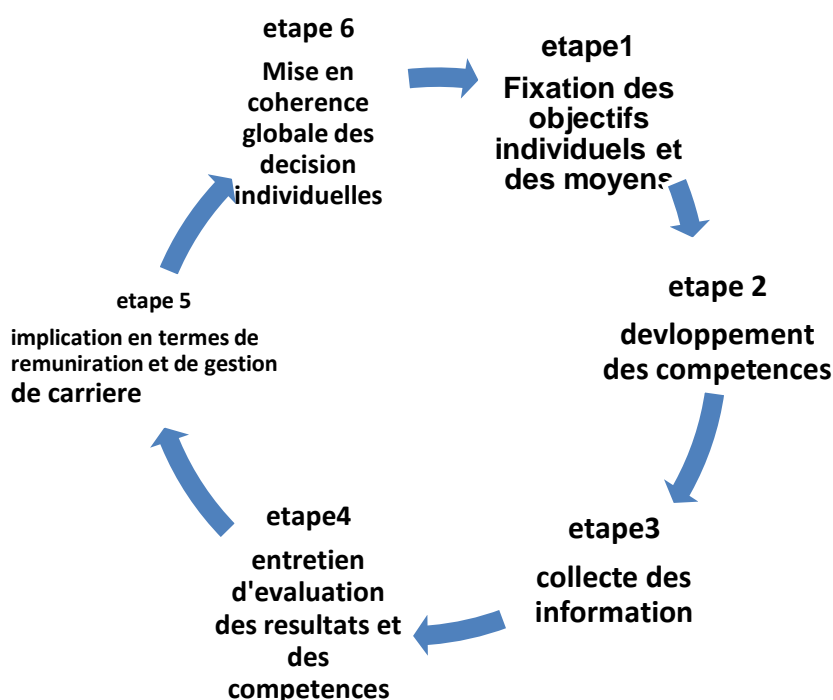 etape1
Fixation des
objectifs
individuels et
des moyens
etape 2
devloppement
des competences
etape3
collecte des
information
etape4
entretien
d'evaluation
des resultats et
des
competences
etape 5
implication en termes de
remuniration et de gestion
de carriere
etape 6
Mise en
coherence
globale des
decision
individuelles